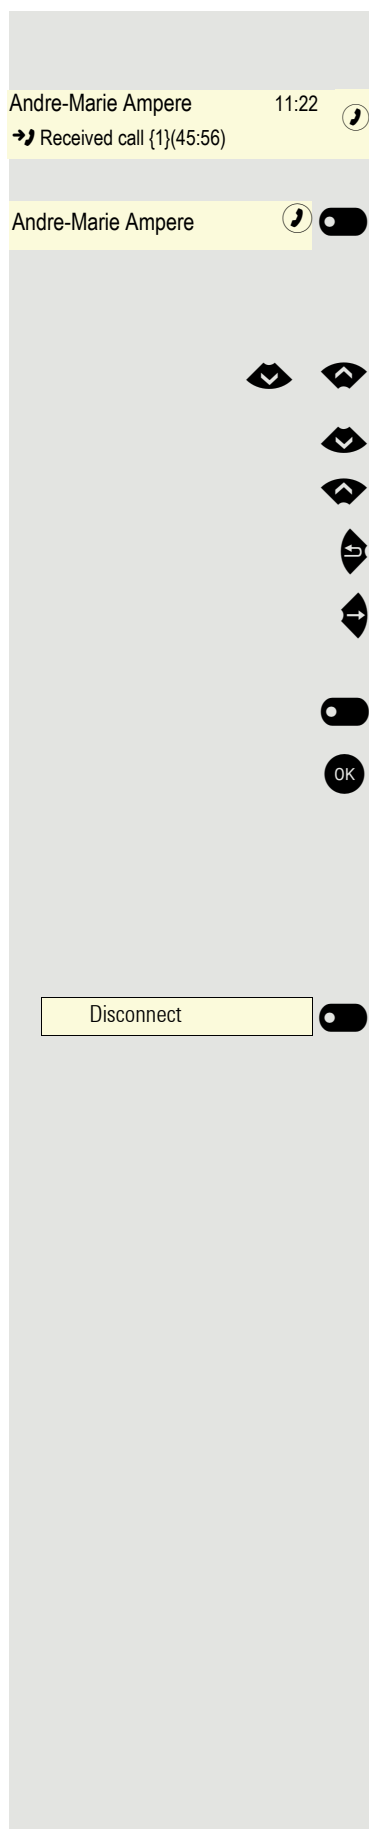 Andre-Marie Ampere 11:22
Received call {1}(45:56)
Andre-Marie Ampere
OK
Disconnect